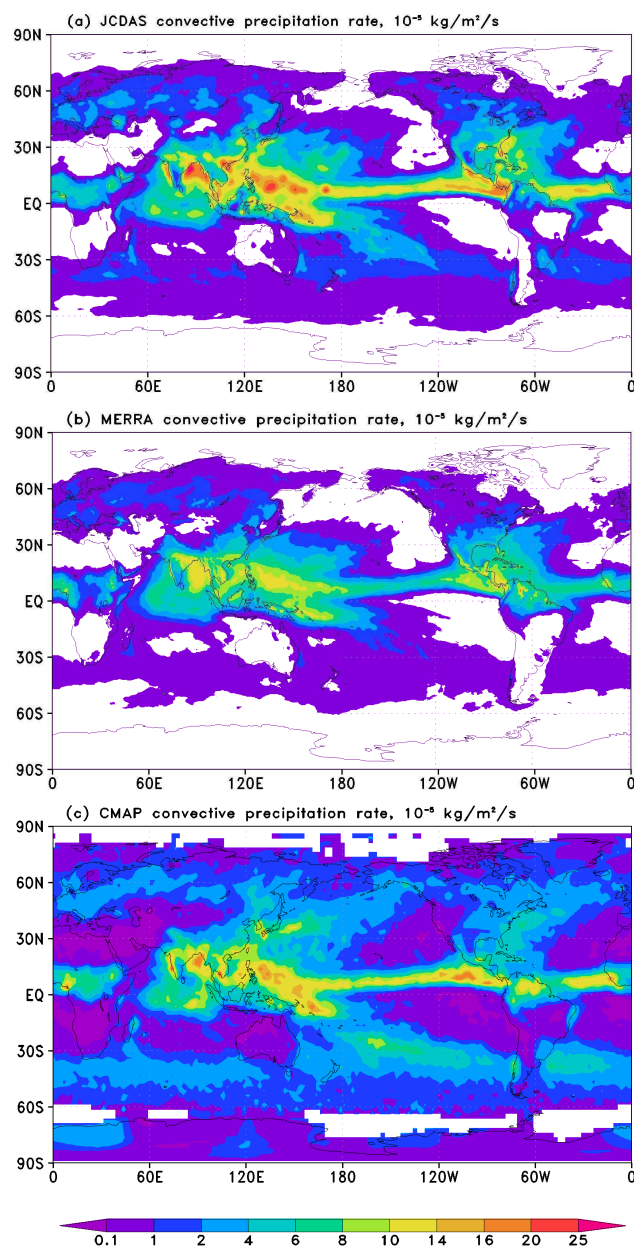 (a) JCDAS convective precipitation rate, 10⁻⁵ kg/m²/s
90N
60N
30N
EQ
30S
60S
90S
0 60E 120E 180 120W 60W 0
(b) MERRA convective precipitation rate, 10⁻⁵ kg/m²/s
90N
60N
30N
EQ
30S
60S
90S
0 60E 120E 180 120W 60W 0
(c) CMAP convective precipitation rate, 10⁻⁵ kg/m²/s
90N
60N
30N
EQ
30S
60S
90S
0 60E 120E 180 120W 60W 0
0.1 1 2 4 6 8 10 14 16 20 25